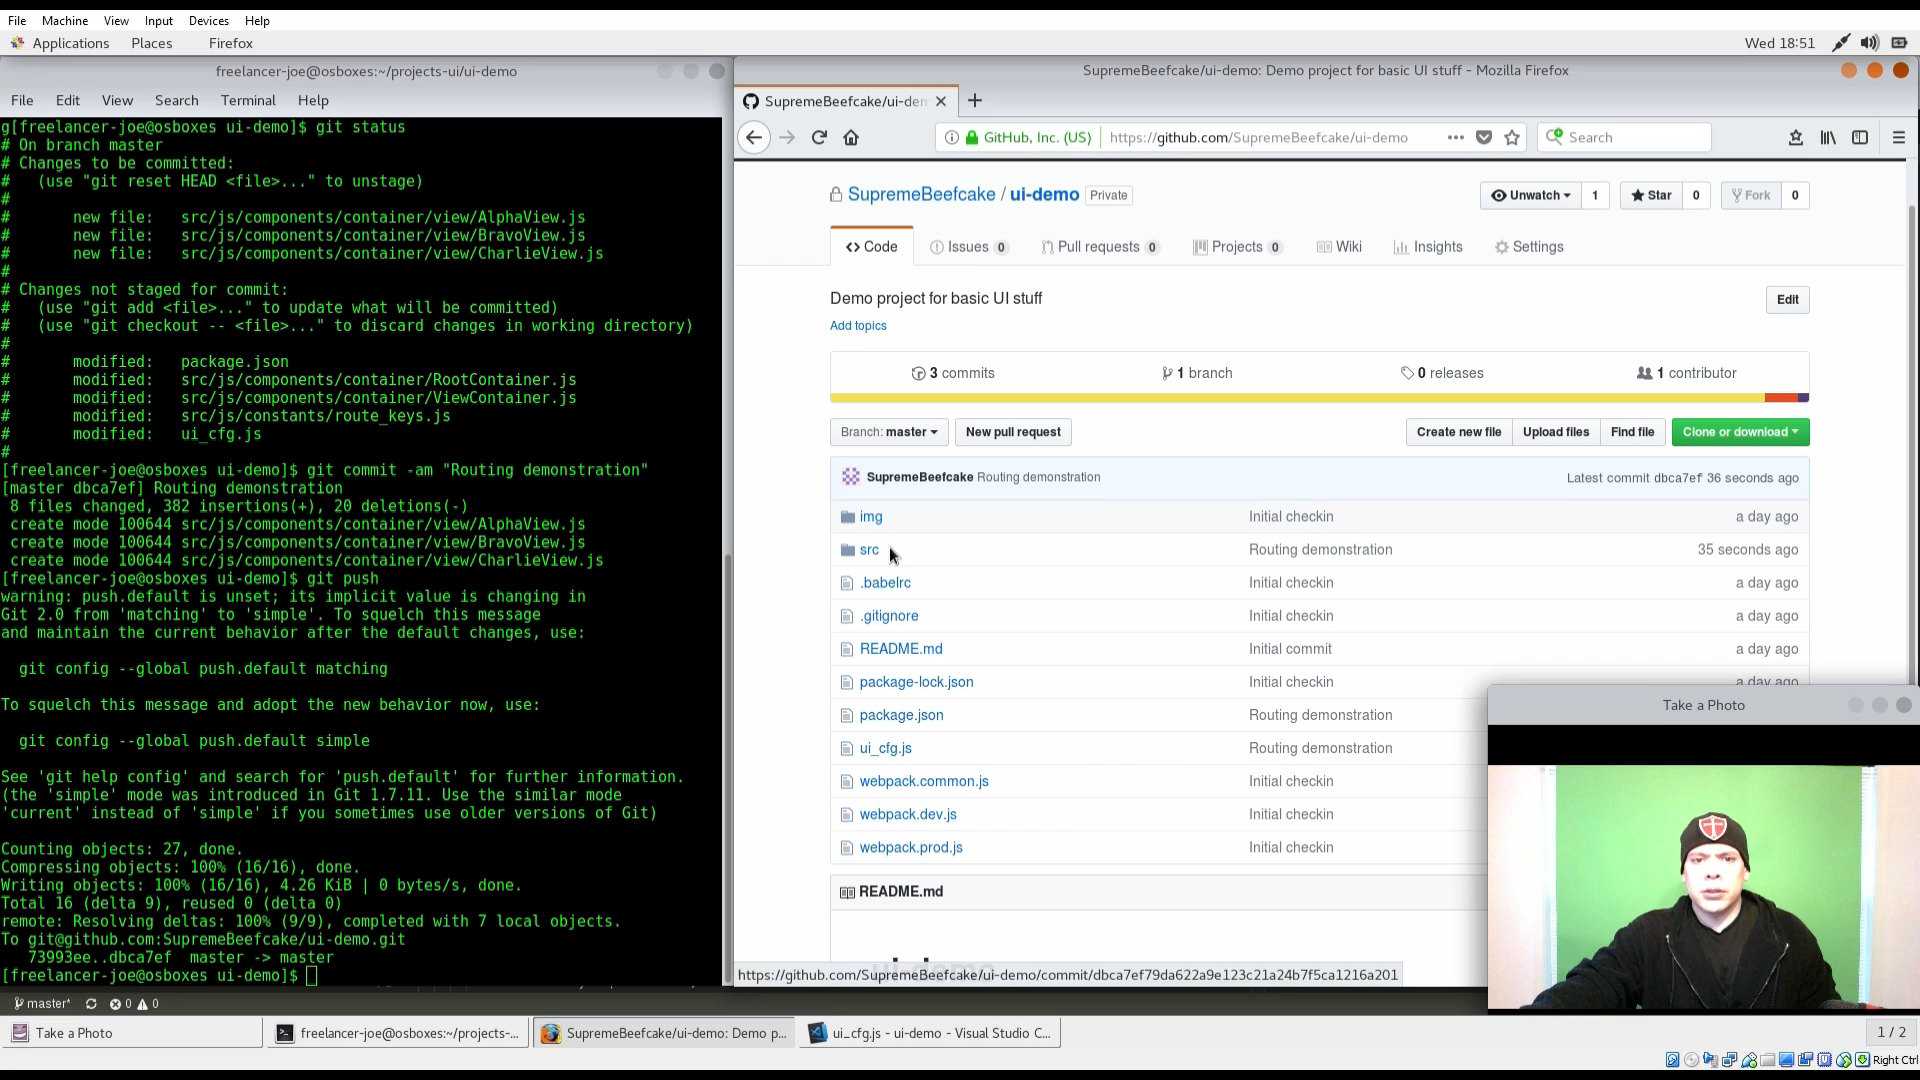 File Machine View Input Devices Help
Applications Places Firefox Wed 18:51
freelancer-joe@osboxes:~/projects-ui/ui-demo
File Edit View Search Terminal Help
g[freelancer-joe@osboxes ui-demo]$ git status
# On branch master
# Changes to be committed:
#   (use "git reset HEAD <file>..." to unstage)
#
#       new file:   src/js/components/container/view/AlphaView.js
#       new file:   src/js/components/container/view/BravoView.js
#       new file:   src/js/components/container/view/CharlieView.js
#
# Changes not staged for commit:
#   (use "git add <file>..." to update what will be committed)
#   (use "git checkout -- <file>..." to discard changes in working directory)
#
#       modified:   package.json
#       modified:   src/js/components/container/RootContainer.js
#       modified:   src/js/components/container/ViewContainer.js
#       modified:   src/js/constants/route_keys.js
#       modified:   ui_cfg.js
#
[freelancer-joe@osboxes ui-demo]$ git commit -am "Routing demonstration"
[master dbca7ef] Routing demonstration
 8 files changed, 382 insertions(+), 20 deletions(-)
 create mode 100644 src/js/components/container/view/AlphaView.js
 create mode 100644 src/js/components/container/view/BravoView.js
 create mode 100644 src/js/components/container/view/CharlieView.js
[freelancer-joe@osboxes ui-demo]$ git push
warning: push.default is unset; its implicit value is changing in
Git 2.0 from 'matching' to 'simple'. To squelch this message
and maintain the current behavior after the default changes, use:
  git config --global push.default matching
To squelch this message and adopt the new behavior now, use:
  git config --global push.default simple
See 'git help config' and search for 'push.default' for further information.
(the 'simple' mode was introduced in Git 1.7.11. Use the similar mode
'current' instead of 'simple' if you sometimes use older versions of Git)
Counting objects: 27, done.
Compressing objects: 100% (16/16), done.
Writing objects: 100% (16/16), 4.26 KiB | 0 bytes/s, done.
Total 16 (delta 9), reused 0 (delta 0)
remote: Resolving deltas: 100% (9/9), completed with 7 local objects.
To git@github.com:SupremeBeefcake/ui-demo.git
   73993ee..dbca7ef  master -> master
[freelancer-joe@osboxes ui-demo]$
SupremeBeefcake/ui-demo: Demo project for basic UI stuff - Mozilla Firefox
SupremeBeefcake/ui-den
GitHub, Inc. (US) https://github.com/SupremeBeefcake/ui-demo Search
SupremeBeefcake / ui-demo Private Unwatch 1 Star 0 Fork 0
Code Issues 0 Pull requests 0 Projects 0 Wiki Insights Settings
Demo project for basic UI stuff Edit
Add topics
3 commits 1 branch 0 releases 1 contributor
Branch: master New pull request Create new file Upload files Find file Clone or download
SupremeBeefcake Routing demonstration Latest commit dbca7ef 36 seconds ago
img Initial checkin a day ago
src Routing demonstration 35 seconds ago
.babelrc Initial checkin a day ago
.gitignore Initial checkin a day ago
README.md Initial commit a day ago
package-lock.json Initial checkin a day ago
package.json Routing demonstration
ui_cfg.js Routing demonstration
webpack.common.js Initial checkin
webpack.dev.js Initial checkin
webpack.prod.js Initial checkin
README.md
ui-demo
https://github.com/SupremeBeefcake/ui-demo/commit/dbca7ef79da622a9e123c21a24b7f5ca1216a201
Take a Photo
master* 0 0
Take a Photo freelancer-joe@osboxes:~/projects-... SupremeBeefcake/ui-demo: Demo p... ui_cfg.js - ui-demo - Visual Studio C... 1 / 2
Right Ctrl